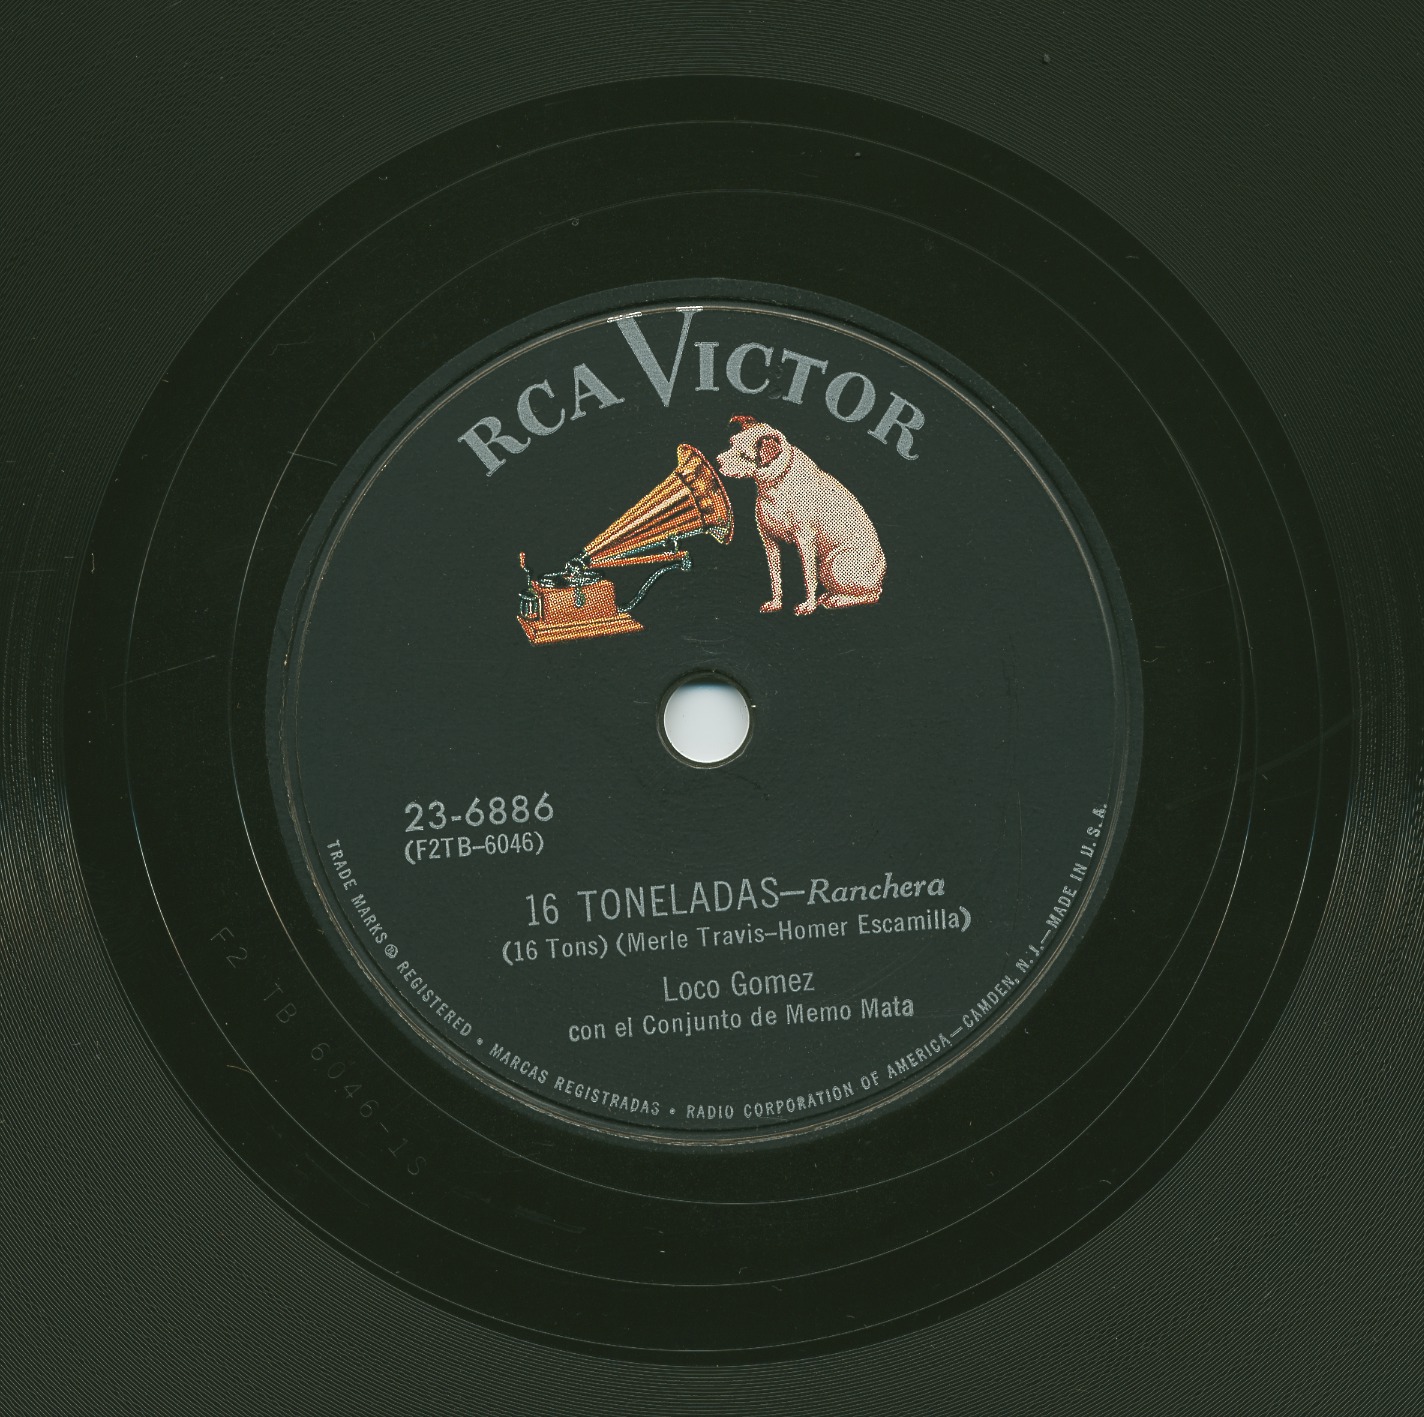 RCA VICTOR
23-6886
(F2TB-6046)
16 TONELADAS—Ranchera
(16 Tons) (Merle Travis-Homer Escamilla)
Loco Gomez
con el Conjunto de Memo Mata
TRADE MARKS ® REGISTERED • MARCAS REGISTRADAS • RADIO CORPORATION OF AMERICA—CAMDEN, N. J.—MADE IN U.S.A.
F2 TB 6046-1S